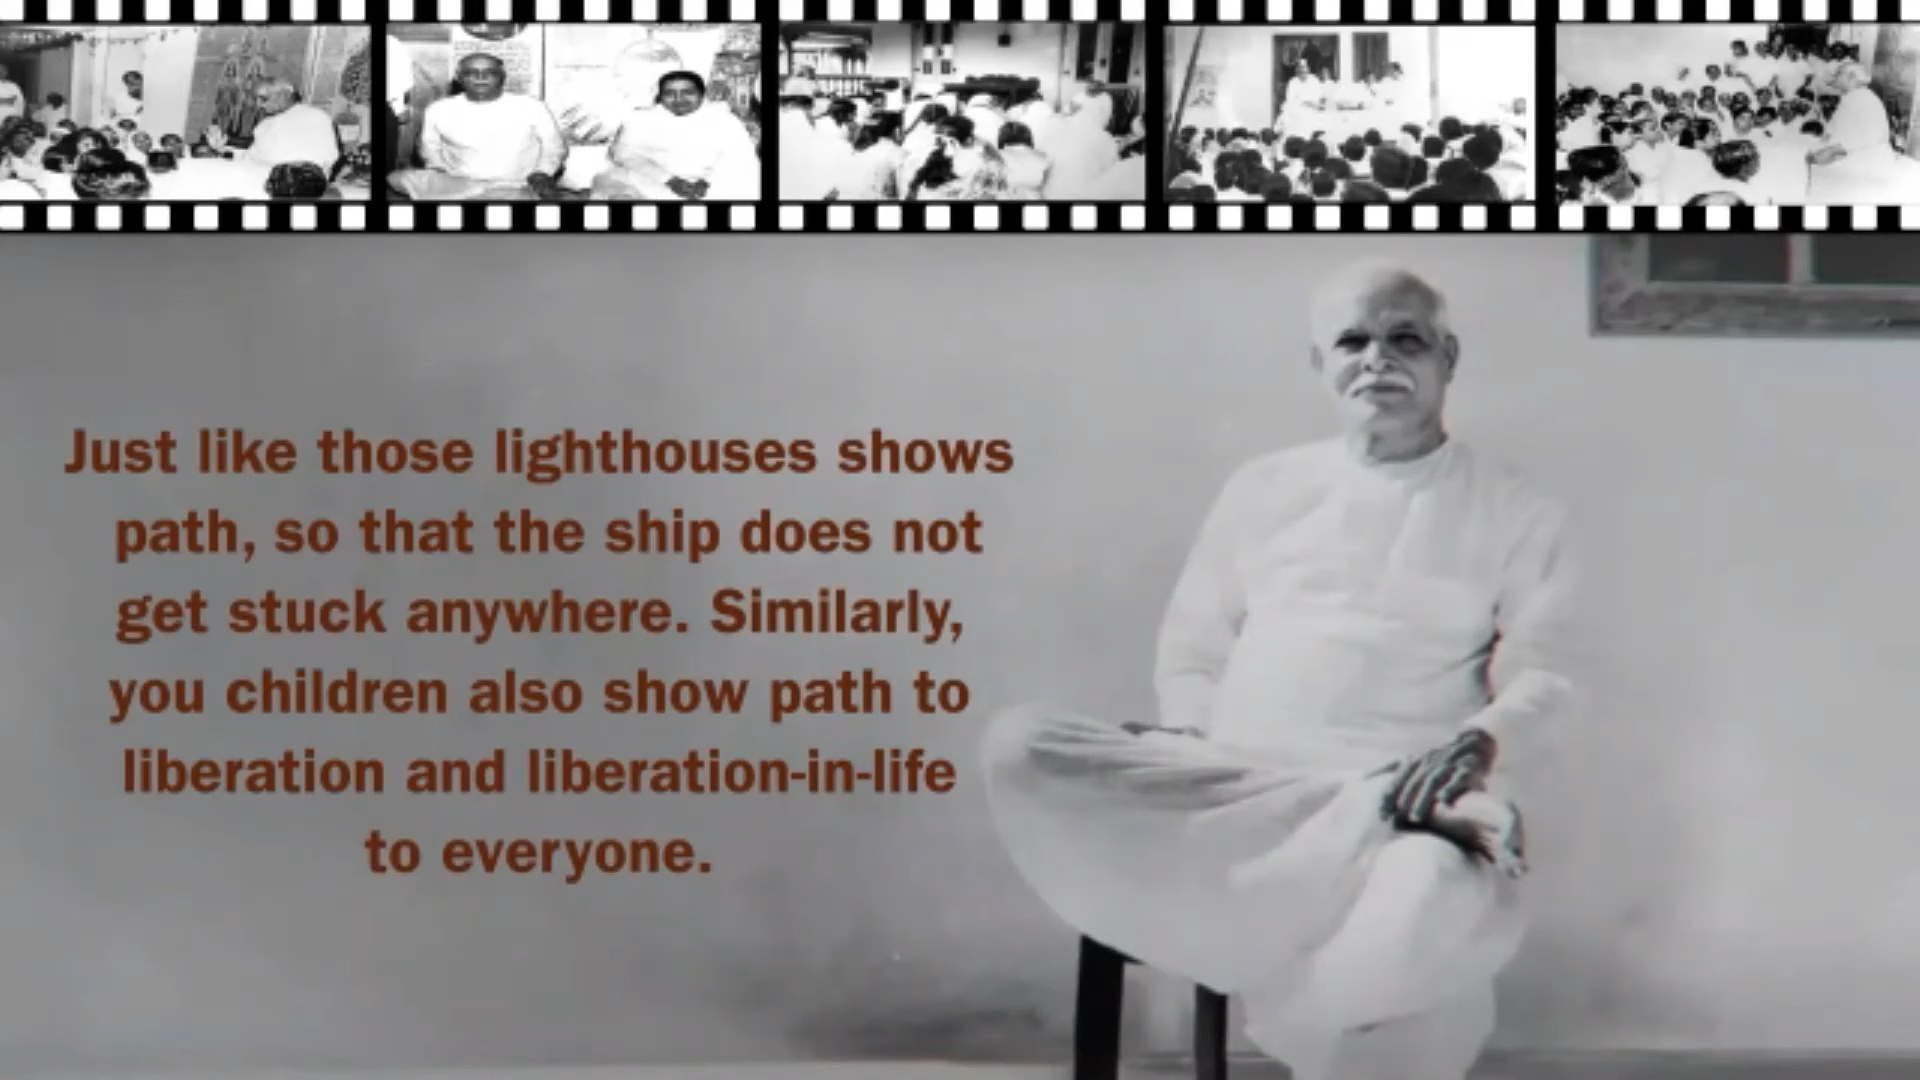 Just like those lighthouses shows
path, so that the ship does not
get stuck anywhere. Similarly,
you children also show path to
liberation and liberation-in-life
to everyone.